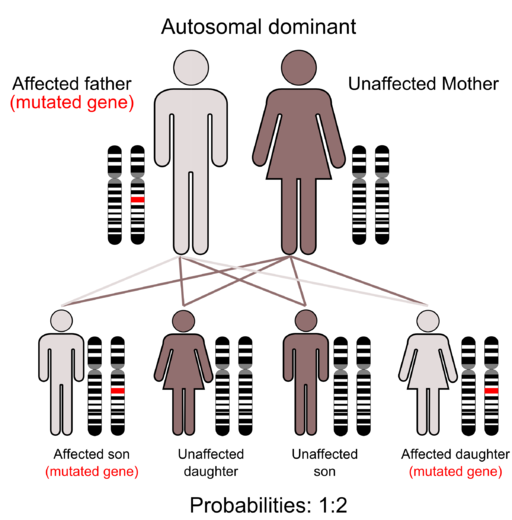 Autosomal dominant
Affected father
(mutated gene)
Unaffected Mother
Affected son
(mutated gene)
Unaffected
daughter
Unaffected
son
Affected daughter
(mutated gene)
Probabilities: 1:2